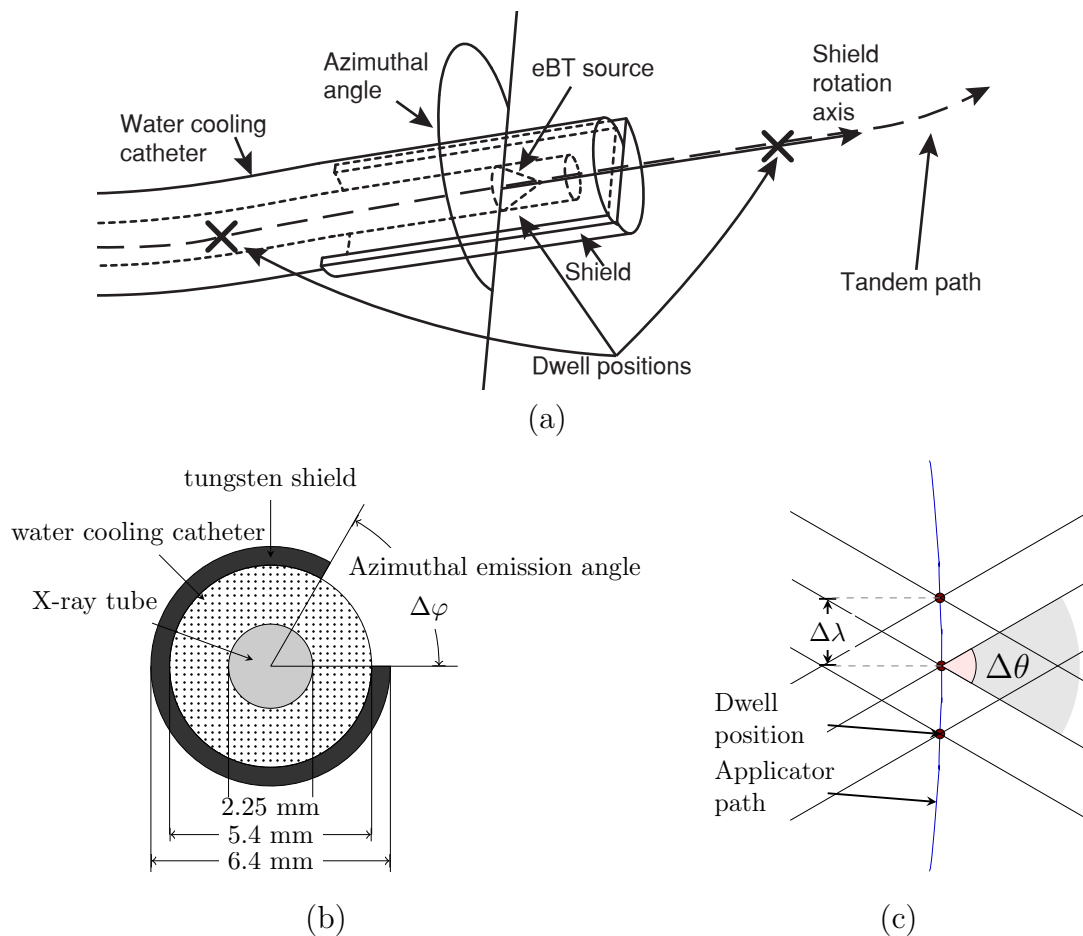 Azimuthal
angle
eBT source
Shield
rotation
axis
Water cooling
catheter
Shield
Tandem path
Dwell positions
(a)
tungsten shield
water cooling catheter
X-ray tube
Azimuthal emission angle
Δφ
2.25 mm
5.4 mm
6.4 mm
(b)
Δλ
Δθ
Dwell
position
Applicator
path
(c)